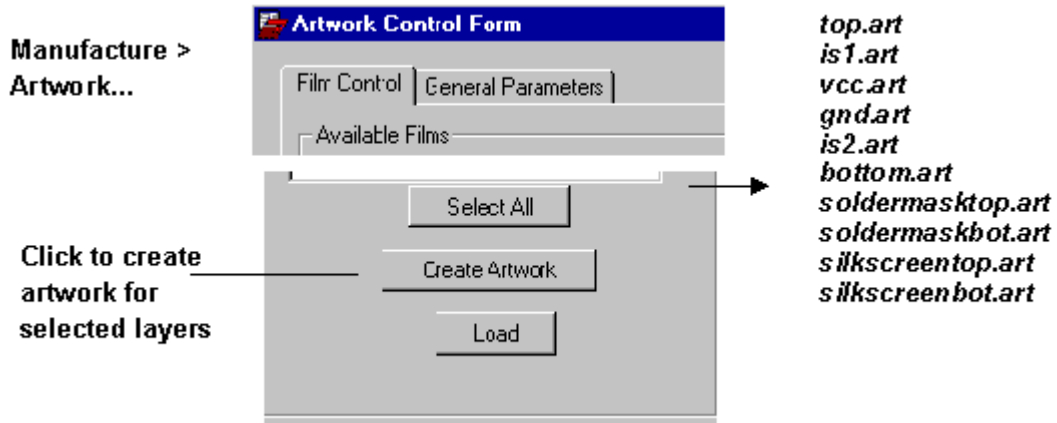 Manufacture >
Artwork...
Artwork Control Form
Film Control
General Parameters
Available Films
Select All
Create Artwork
Load
Click to create
artwork for
selected layers
top.art
is1.art
vcc.art
gnd.art
is2.art
bottom.art
soldermasktop.art
soldermaskbot.art
silkscreentop.art
silkscreenbot.art